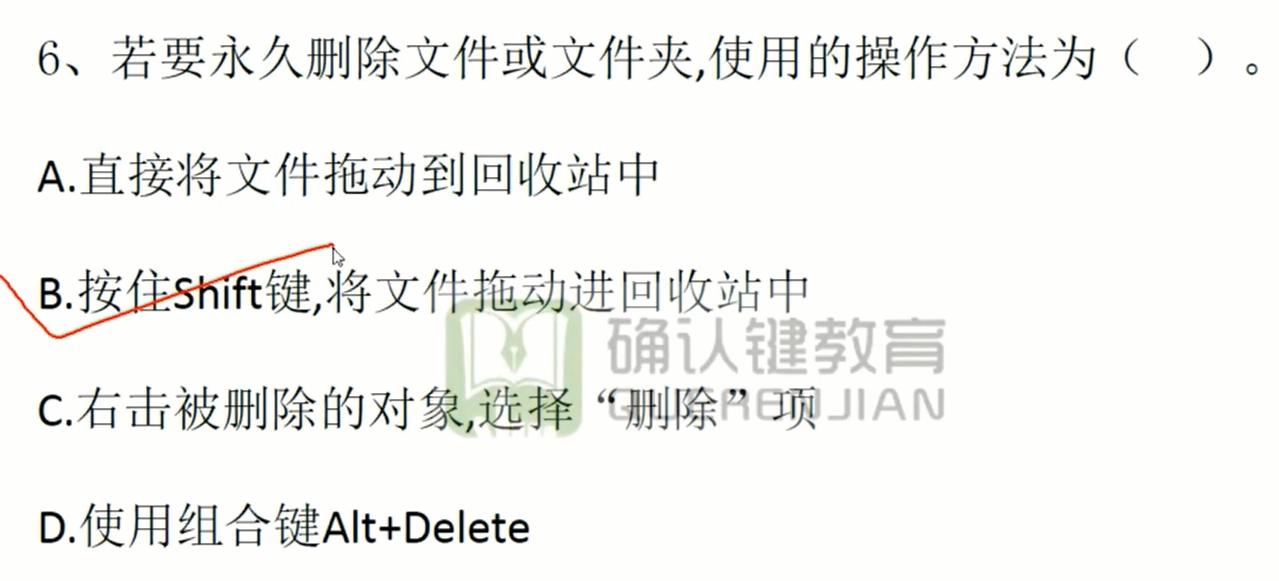 6、若要永久删除文件或文件夹,使用的操作方法为（ ）。
A.直接将文件拖动到回收站中
B.按住Shift键,将文件拖动进回收站中
确认键教育
C.右击被删除的对象,选择“删除”项
QUERENJIAN
D.使用组合键Alt+Delete